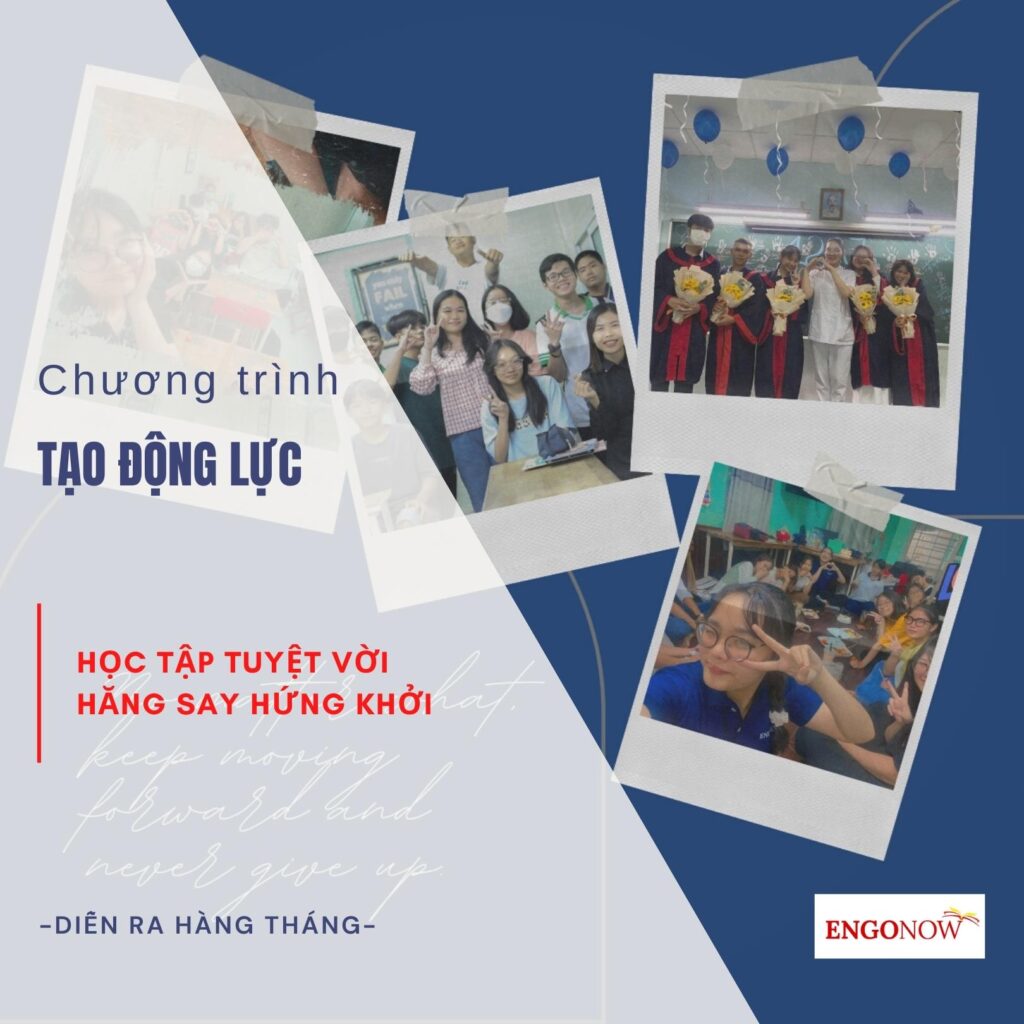 Chương trình
TẠO ĐỘNG LỰC
HỌC TẬP TUYỆT VỜI
HĂNG SAY HỨNG KHỞI
keep moving
forward and
never give up.
-DIỄN RA HÀNG THÁNG-
FAIL
ENGONOW